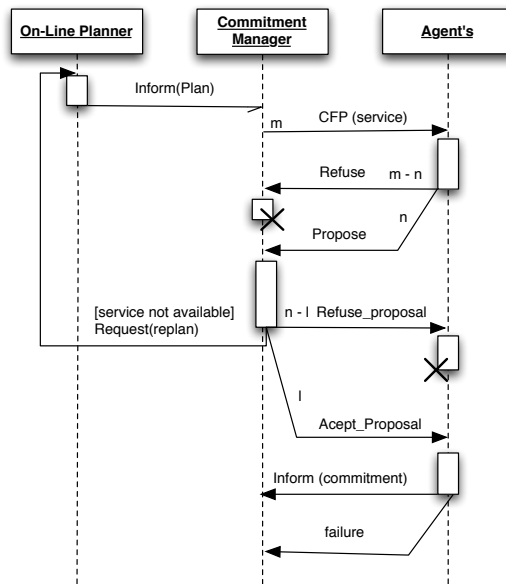 On-Line Planner
Commitment
Manager
Agent's
Inform(Plan)
m
CFP (service)
Refuse
m - n
n
Propose
[service not available]
Request(replan)
n - l
Refuse_proposal
l
Acept_Proposal
Inform (commitment)
failure